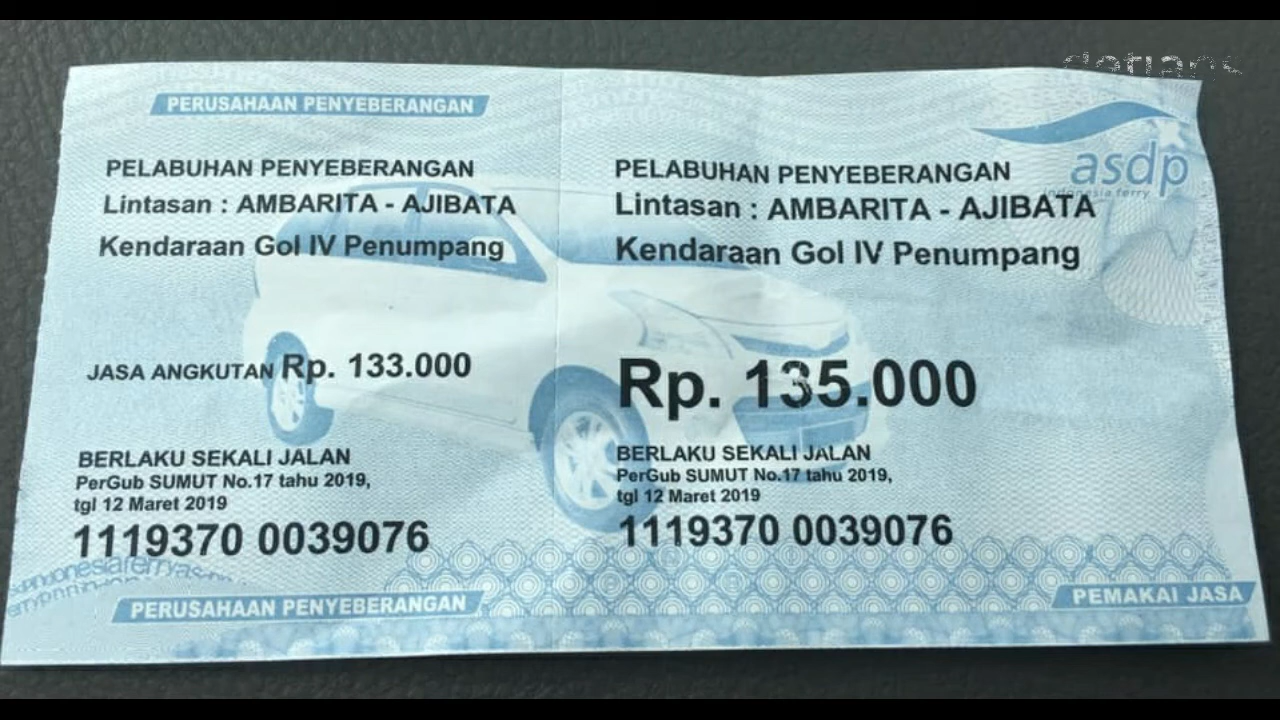 PERUSAHAAN PENYEBERANGAN
PELABUHAN PENYEBERANGAN
Lintasan : AMBARITA - AJIBATA
Kendaraan Gol IV Penumpang
JASA ANGKUTAN Rp. 133.000
BERLAKU SEKALI JALAN
PerGub SUMUT No.17 tahu 2019,
tgl 12 Maret 2019
1119370 0039076
PERUSAHAAN PENYEBERANGAN
asdp
indonesia ferry
PELABUHAN PENYEBERANGAN
Lintasan : AMBARITA - AJIBATA
Kendaraan Gol IV Penumpang
Rp. 135.000
BERLAKU SEKALI JALAN
PerGub SUMUT No.17 tahu 2019,
tgl 12 Maret 2019
1119370 0039076
PEMAKAI JASA